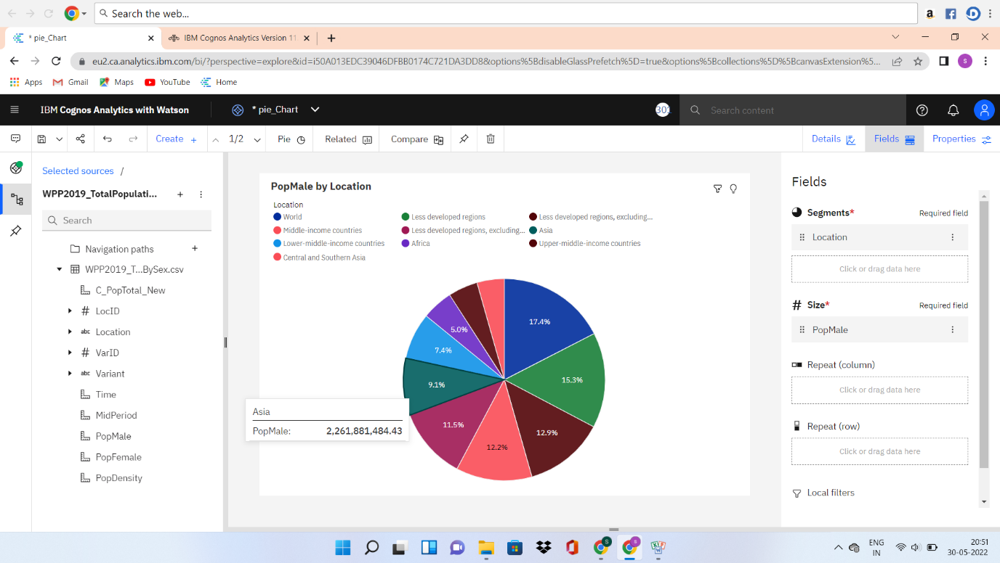 Search the web...
* pie_Chart
IBM Cognos Analytics Version 11
eu2.ca.analytics.ibm.com/bi/?perspective=explore&id=i50A013EDC39046DFBB0174C721DA3DD8&options%5BdisableGlassPrefetch%5D=true&options%5Bcollections%5D%5BcanvasExtension%5...
S
Apps
Gmail
Maps
YouTube
Home
IBM Cognos Analytics with Watson
* pie_Chart
301
Search content
Create
1/2
Pie
Related
Compare
Details
Fields
Properties
Selected sources /
WPP2019_TotalPopulati...
Search
Navigation paths
WPP2019_T...BySex.csv
C_PopTotal_New
# LocID
abc Location
# VarID
abc Variant
Time
MidPeriod
PopMale
PopFemale
PopDensity
PopMale by Location
Location
World
Less developed regions
Less developed regions, excluding...
Middle-income countries
Less developed regions, excluding...
Asia
Lower-middle-income countries
Africa
Upper-middle-income countries
Central and Southern Asia
17.4%
15.3%
12.9%
12.2%
11.5%
9.1%
7.4%
5.0%
Asia
PopMale: 2,261,881,484.43
Fields
Segments* Required field
Location
Click or drag data here
# Size* Required field
PopMale
Repeat (column)
Click or drag data here
Repeat (row)
Click or drag data here
Local filters
ENG
IN
20:51
30-05-2022